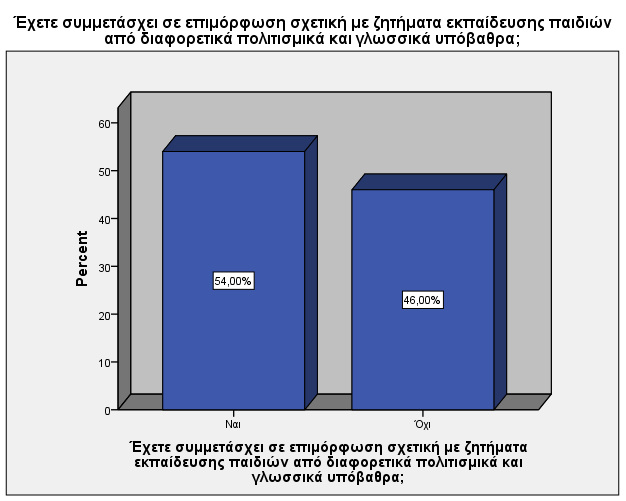 Έχετε συμμετάσχει σε επιμόρφωση σχετική με ζητήματα εκπαίδευσης παιδιών
από διαφορετικά πολιτισμικά και γλωσσικά υπόβαθρα;
60
50
40
30
20
10
0
Percent
54,00%
46,00%
Ναι
Όχι
Έχετε συμμετάσχει σε επιμόρφωση σχετική με ζητήματα
εκπαίδευσης παιδιών από διαφορετικά πολιτισμικά και
γλωσσικά υπόβαθρα;